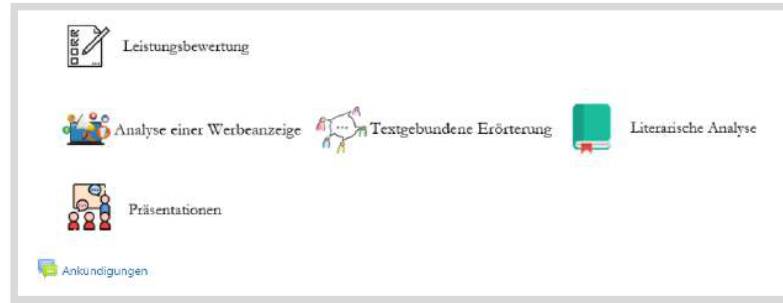 Leistungsbewertung
Analyse einer Werbeanzeige Textgebundene Erörterung Literarische Analyse
Präsentationen
Ankündigungen